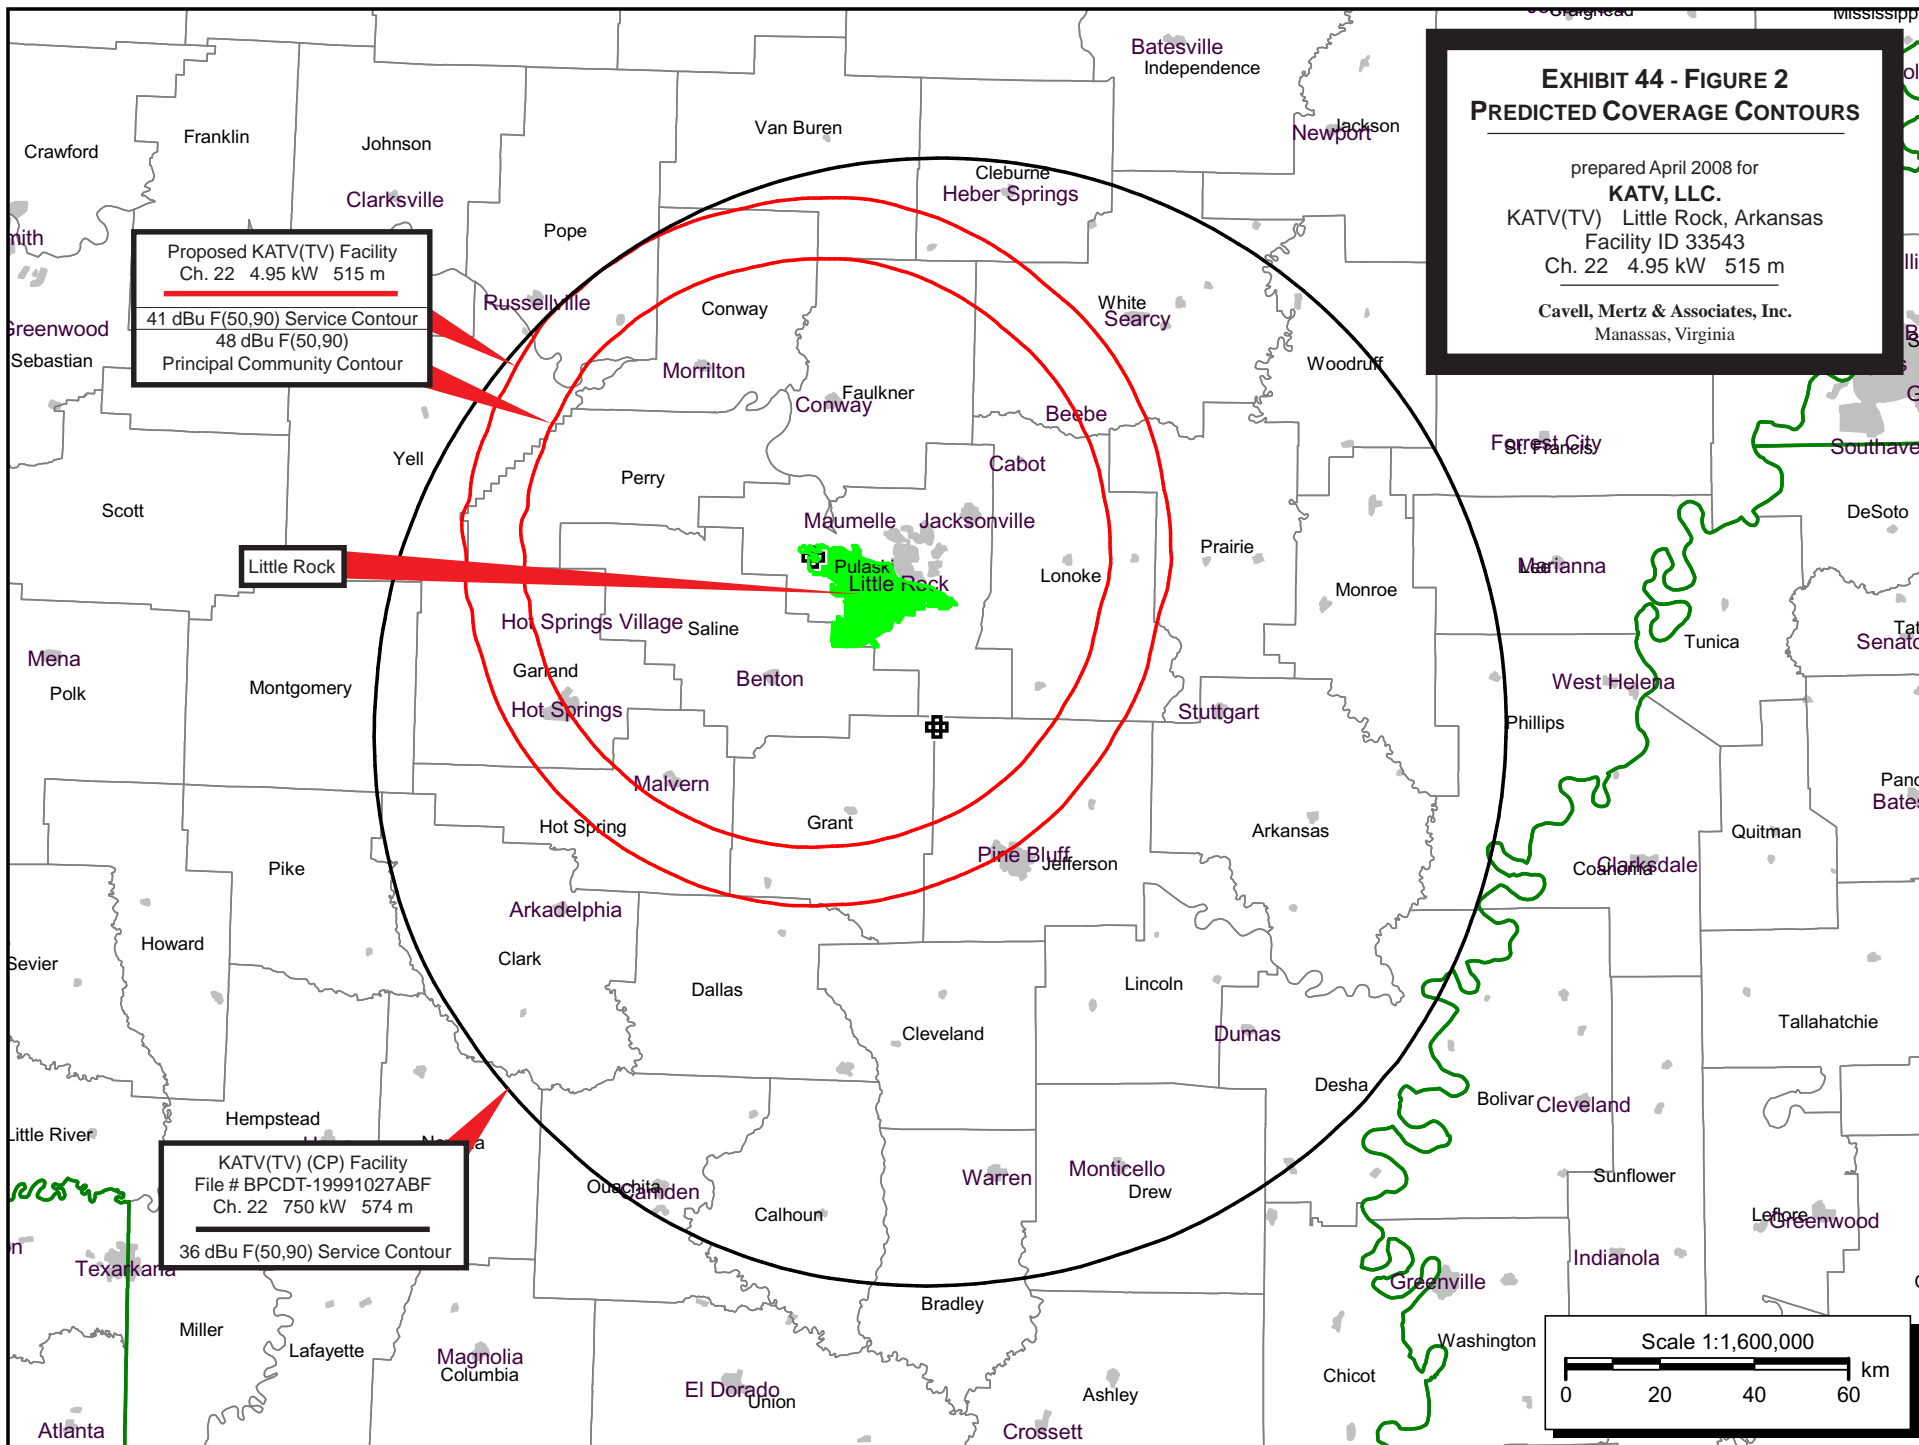 EXHIBIT 44 - FIGURE 2
PREDICTED COVERAGE CONTOURS
prepared April 2008 for
KATV, LLC.
KATV(TV) Little Rock, Arkansas
Facility ID 33543
Ch. 22 4.95 kW 515 m
Cavell, Mertz & Associates, Inc.
Manassas, Virginia
Proposed KATV(TV) Facility
Ch. 22 4.95 kW 515 m
41 dBu F(50,90) Service Contour
48 dBu F(50,90)
Principal Community Contour
Little Rock
KATV(TV) (CP) Facility
File # BPCDT-19991027ABF
Ch. 22 750 kW 574 m
36 dBu F(50,90) Service Contour
Scale 1:1,600,000
0 20 40 60 km
Craighead
Batesville
Independence
Crawford
Franklin
Johnson
Van Buren
Newport
Jackson
Clarksville
Cleburne
Heber Springs
Pope
Russellville
Conway
White
Searcy
Greenwood
Sebastian
Morrilton
Woodruff
Conway
Faulkner
Beebe
Forrest City
St. Francis
Yell
Perry
Cabot
Scott
Maumelle
Jacksonville
DeSoto
Prairie
Pulaski
Little Rock
Lonoke
Monroe
Lee
Marianna
Hot Springs Village
Saline
Tunica
Mena
Polk
Montgomery
Garland
Benton
West Helena
Hot Springs
Stuttgart
Phillips
Malvern
Hot Spring
Grant
Arkansas
Quitman
Pike
Pine Bluff
Jefferson
Coahoma
Clarksdale
Arkadelphia
Howard
Sevier
Clark
Dallas
Lincoln
Cleveland
Dumas
Tallahatchie
Desha
Bolivar
Cleveland
Hempstead
Little River
Warren
Monticello
Drew
Sunflower
Ouachita
Camden
Calhoun
Leflore
Greenwood
Texarkana
Indianola
Greenville
Bradley
Miller
Lafayette
Washington
Magnolia
Columbia
Chicot
El Dorado
Union
Ashley
Atlanta
Crossett